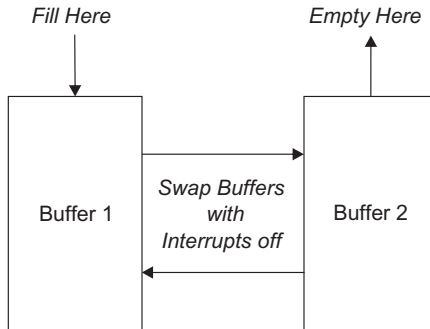 Fill Here
Empty Here
Buffer 1
Swap Buffers
with
Interrupts off
Buffer 2